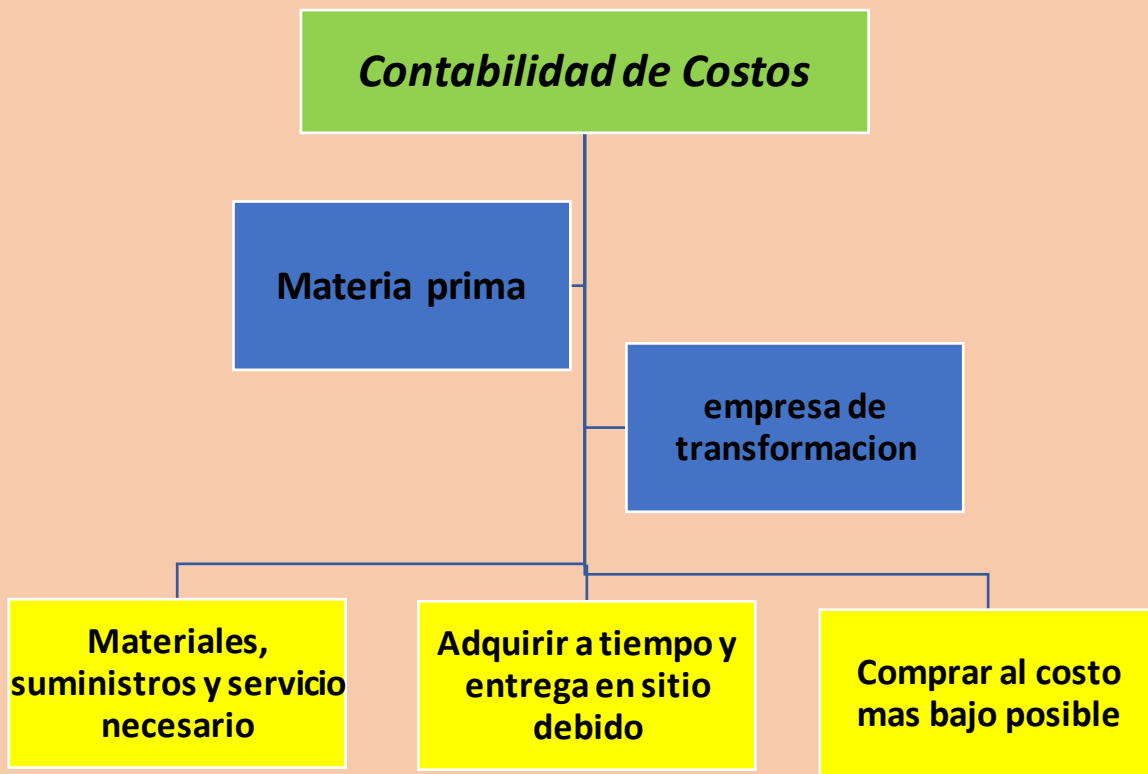 Contabilidad de Costos
Materia prima
empresa de
transformacion
Materiales,
suministros y servicio
necesario
Adquirir a tiempo y
entrega en sitio
debido
Comprar al costo
mas bajo posible